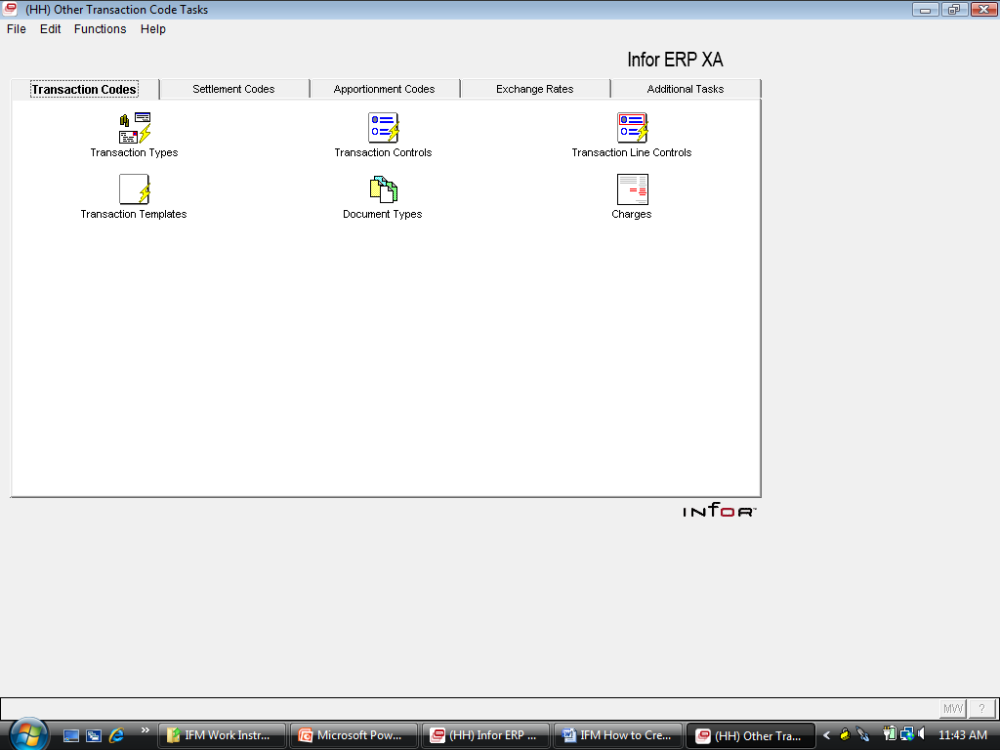 (HH) Other Transaction Code Tasks
File Edit Functions Help
Infor ERP XA
Transaction Codes Settlement Codes Apportionment Codes Exchange Rates Additional Tasks
Transaction Types Transaction Controls Transaction Line Controls
Transaction Templates Document Types Charges
INFOR™
MW ?
» IFM Work Instr... Microsoft Pow... (HH) Infor ERP ... IFM How to Cre... (HH) Other Tra... < 11:43 AM